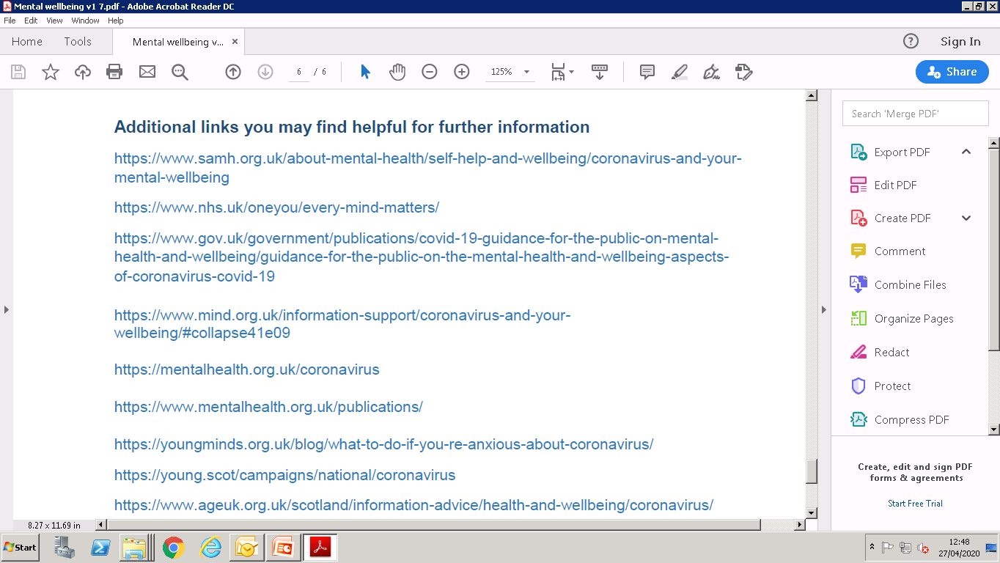 Mental wellbeing v1 7.pdf - Adobe Acrobat Reader DC
File Edit View Window Help
Home Tools Mental wellbeing v... × ? Sign In
6 / 6 125% Share
Additional links you may find helpful for further information
https://www.samh.org.uk/about-mental-health/self-help-and-wellbeing/coronavirus-and-your-
mental-wellbeing
https://www.nhs.uk/oneyou/every-mind-matters/
https://www.gov.uk/government/publications/covid-19-guidance-for-the-public-on-mental-
health-and-wellbeing/guidance-for-the-public-on-the-mental-health-and-wellbeing-aspects-
of-coronavirus-covid-19
https://www.mind.org.uk/information-support/coronavirus-and-your-
wellbeing/#collapse41e09
https://mentalhealth.org.uk/coronavirus
https://www.mentalhealth.org.uk/publications/
https://youngminds.org.uk/blog/what-to-do-if-you-re-anxious-about-coronavirus/
https://young.scot/campaigns/national/coronavirus
https://www.ageuk.org.uk/scotland/information-advice/health-and-wellbeing/coronavirus/
Search 'Merge PDF'
Export PDF
Edit PDF
Create PDF
Comment
Combine Files
Organize Pages
Redact
Protect
Compress PDF
Create, edit and sign PDF
forms & agreements
Start Free Trial
8.27 x 11.69 in
Start
12:48
27/04/2020